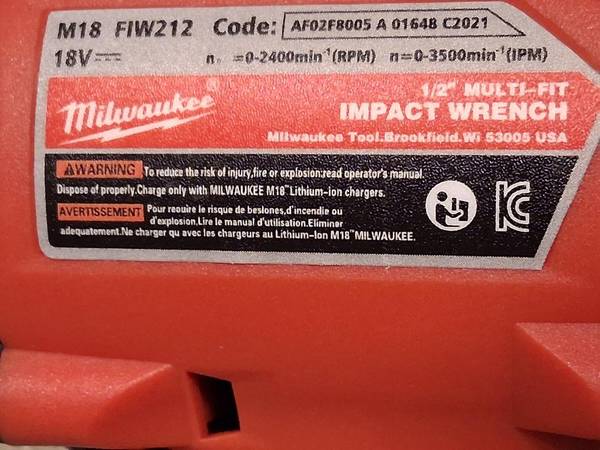 M18 FIW212 Code: AF02F8005 A 01648 C2021
18V n₀ =0-2400min⁻¹(RPM) n=0-3500min⁻¹(IPM)
Milwaukee®
1/2" MULTI-FIT
IMPACT WRENCH
Milwaukee Tool.Brookfield.Wi 53005 USA
WARNING To reduce the risk of injury,fire or explosion:read operator's manual.
Dispose of properly.Charge only with MILWAUKEE M18™Lithium-Ion chargers.
AVERTISSEMENT Pour require le risque de besiones,d'incendie ou
d'explosion.Lire le manual d'utilisation.Eliminer
adequatement.Ne charger qu avec les chargeurs au Lithium-Ion M18™MILWAUKEE.
KC